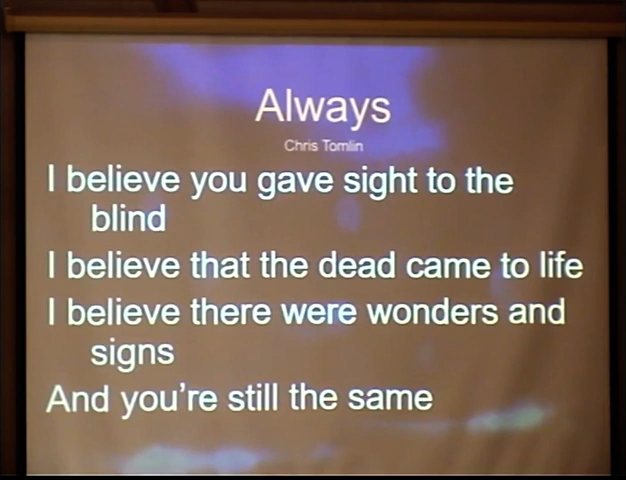 Always
Chris Tomlin
I believe you gave sight to the
blind
I believe that the dead came to life
I believe there were wonders and
signs
And you're still the same